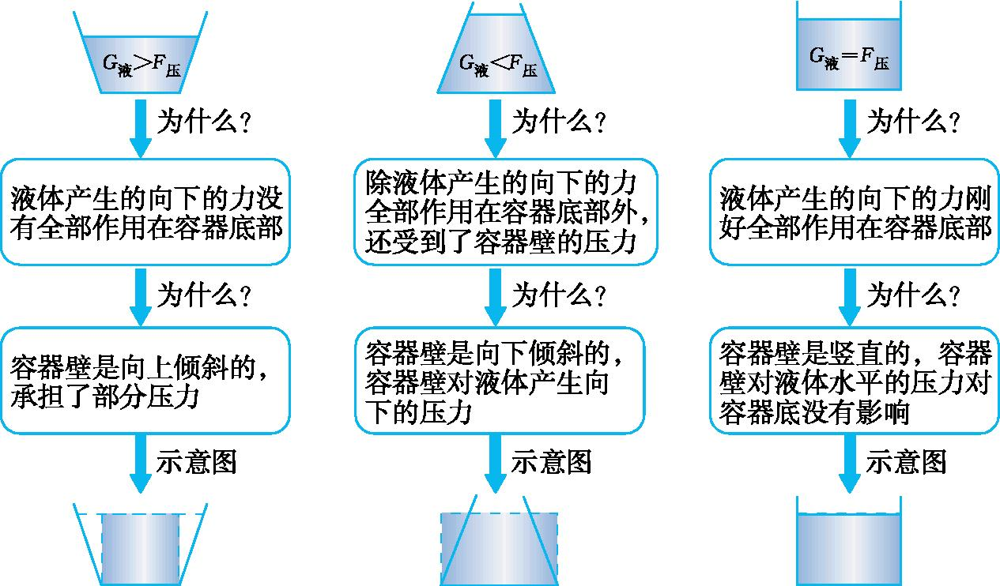 G液>F压
G液<F压
G液=F压
为什么?
为什么?
为什么?
液体产生的向下的力没
有全部作用在容器底部
除液体产生的向下的力
全部作用在容器底部外，
还受到了容器壁的压力
液体产生的向下的力刚
好全部作用在容器底部
为什么?
为什么?
为什么?
容器壁是向上倾斜的，
承担了部分压力
容器壁是向下倾斜的，
容器壁对液体产生向
下的压力
容器壁是竖直的，容器
壁对液体水平的压力对
容器底没有影响
示意图
示意图
示意图